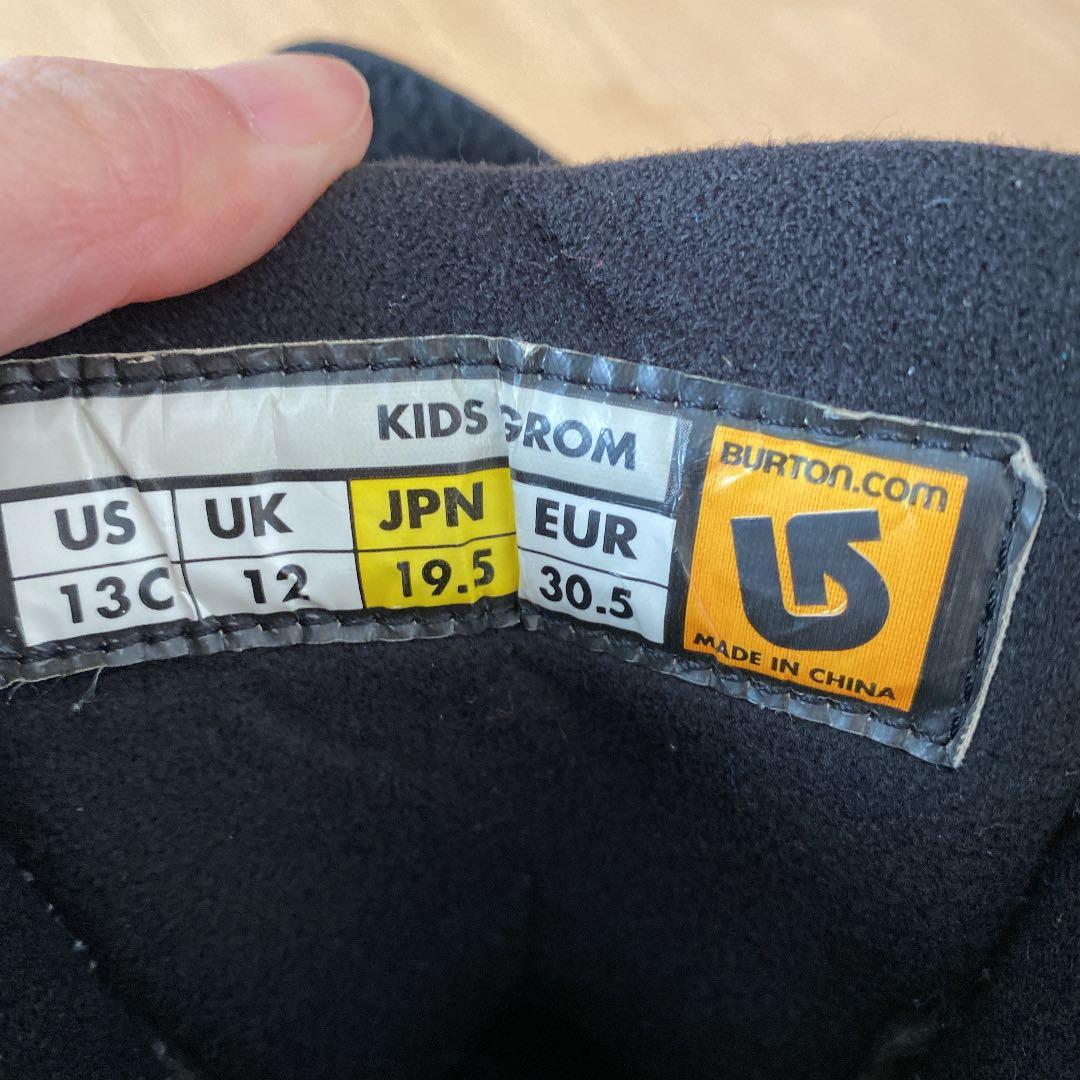 KIDS GROM
US UK JPN EUR
13C 12 19.5 30.5
BURTON.com
MADE IN CHINA